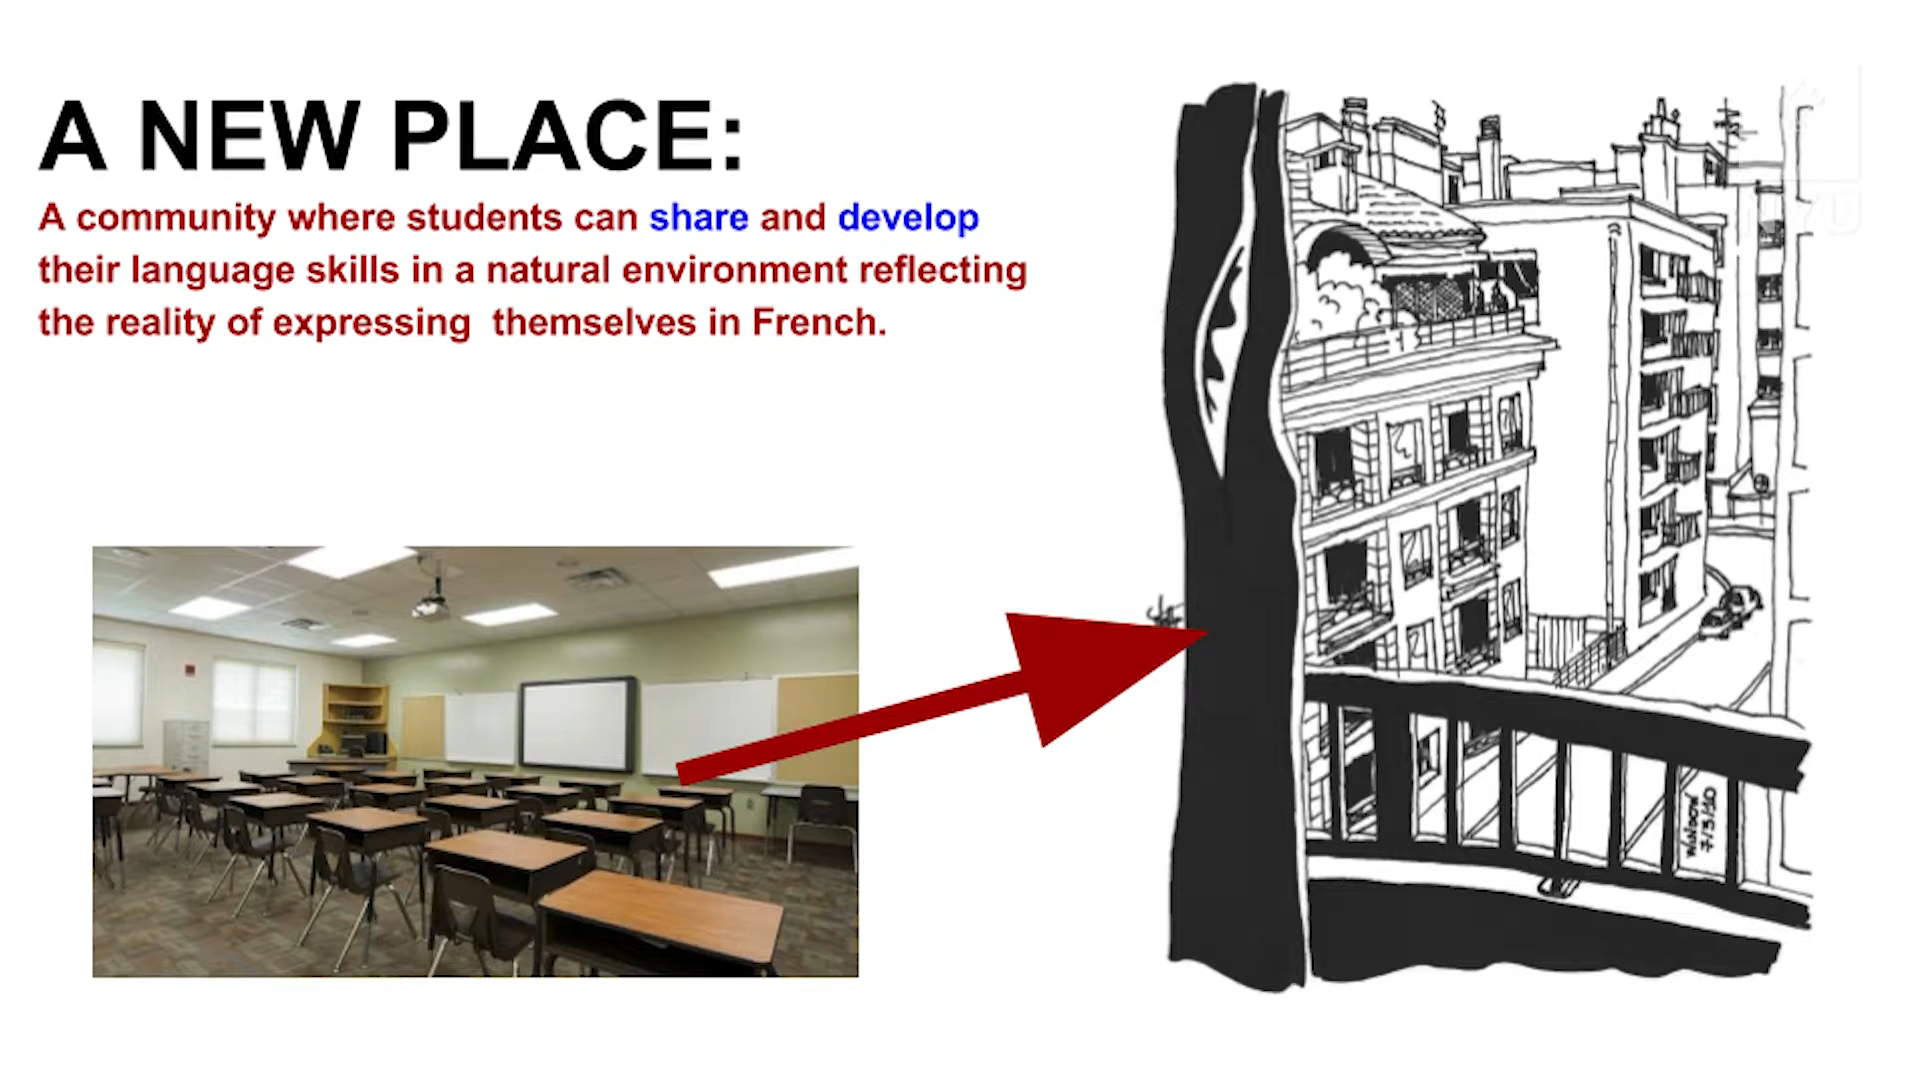 A NEW PLACE:
A community where students can share and develop
their language skills in a natural environment reflecting
the reality of expressing themselves in French.
NYU